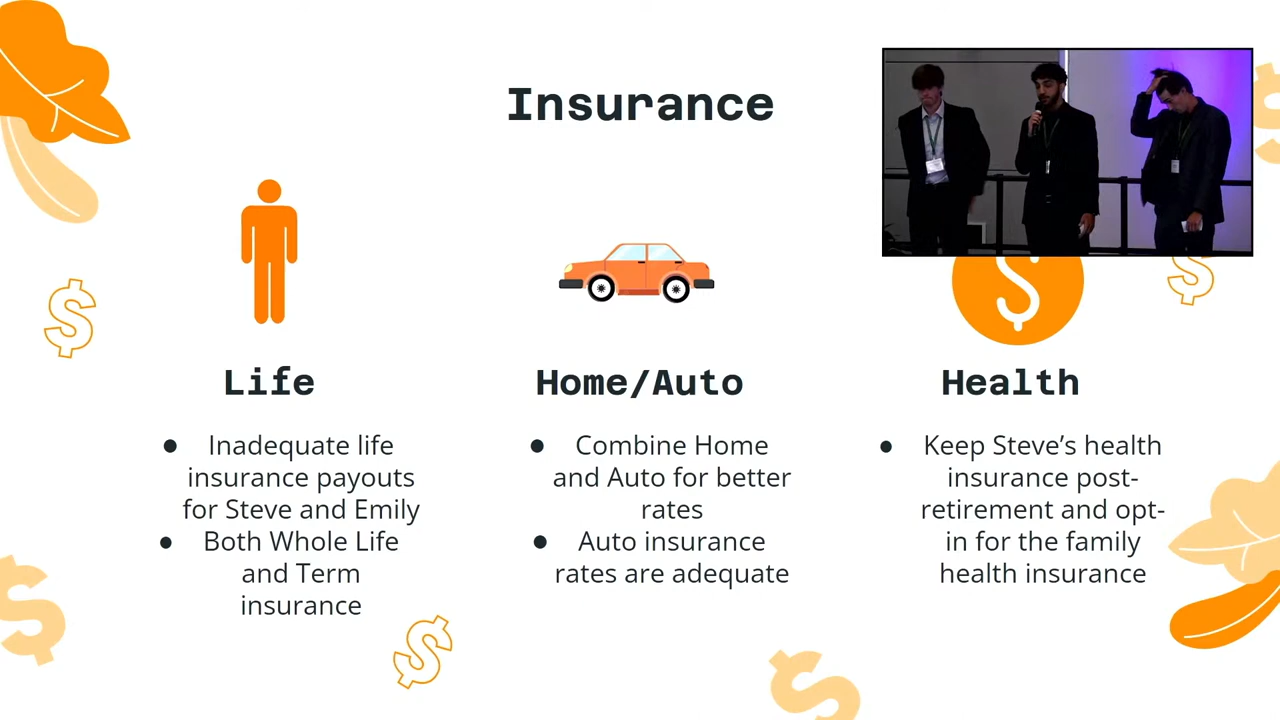 Insurance
Life
● Inadequate life
insurance payouts
for Steve and Emily
● Both Whole Life
and Term
insurance
Home/Auto
● Combine Home
and Auto for better
rates
● Auto insurance
rates are adequate
Health
● Keep Steve’s health
insurance post-
retirement and opt-
in for the family
health insurance